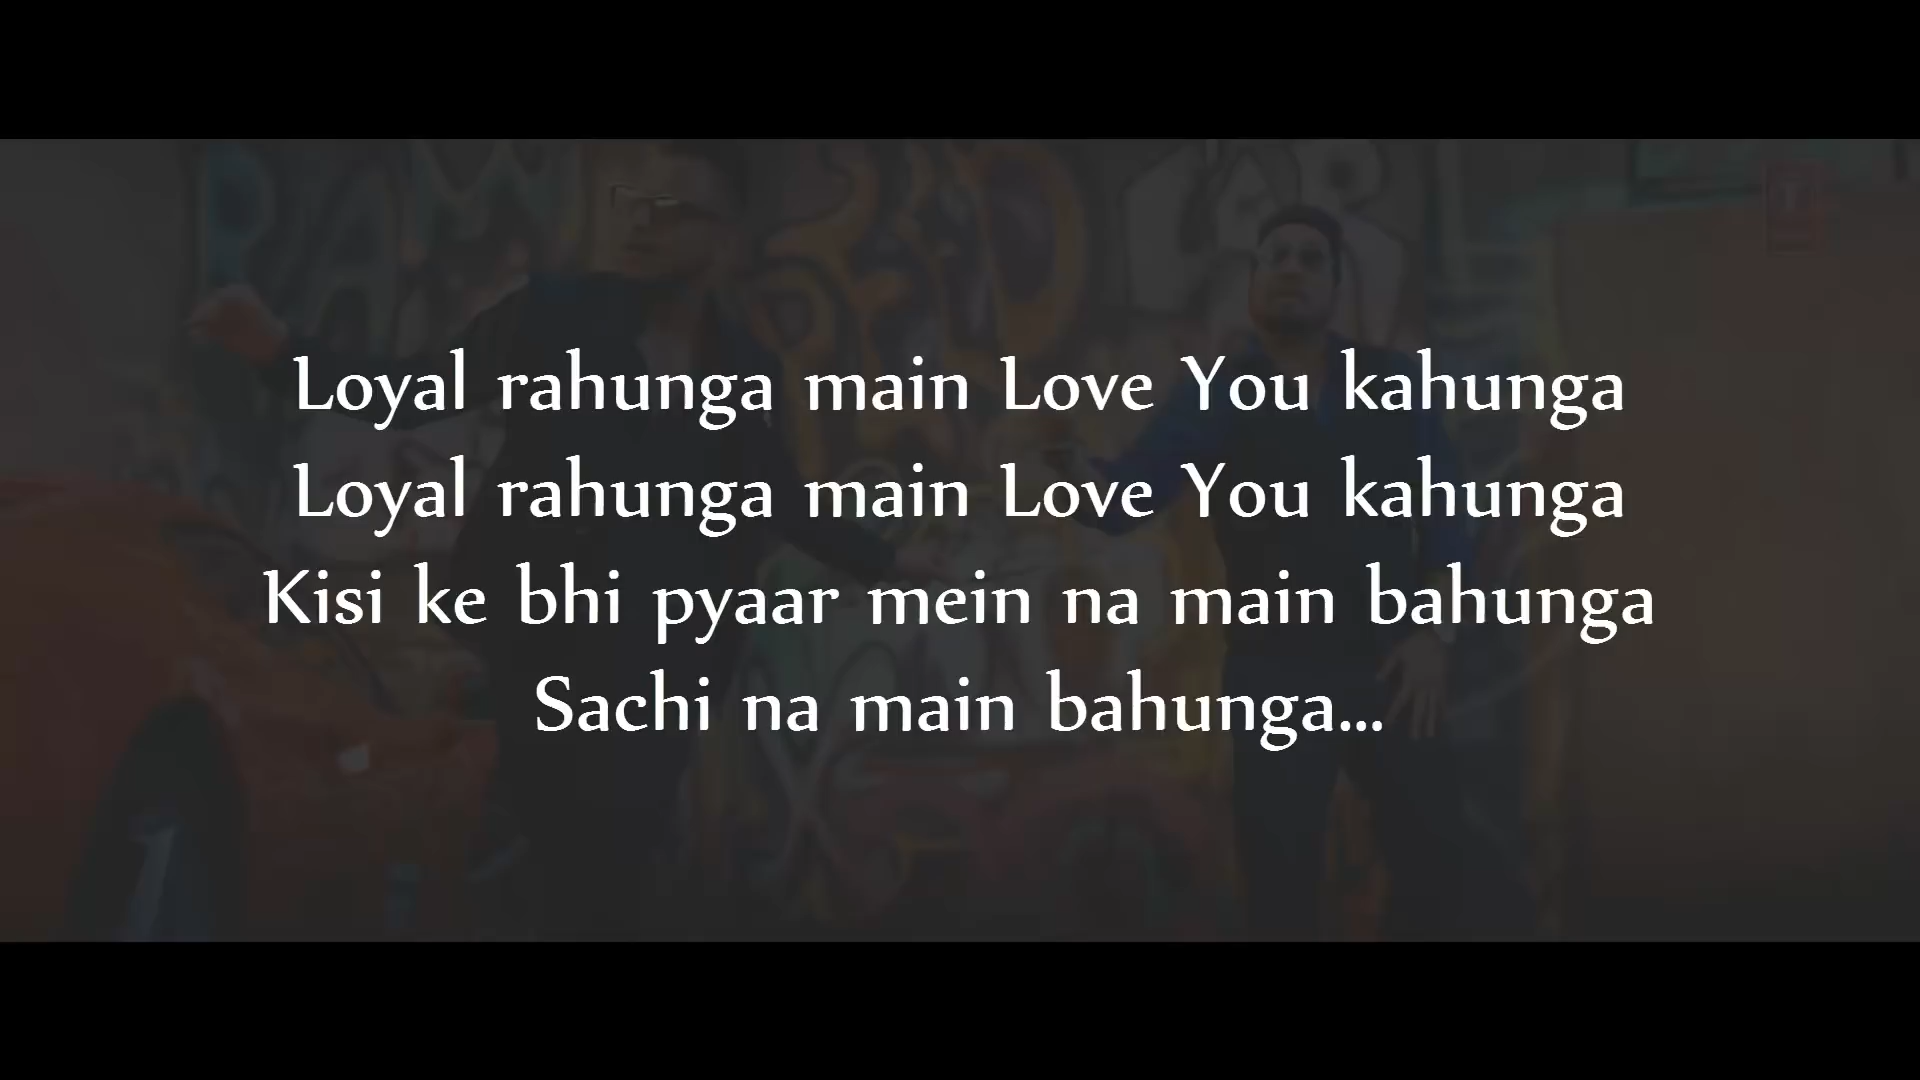 Loyal rahunga main Love You kahunga
Loyal rahunga main Love You kahunga
Kisi ke bhi pyaar mein na main bahunga
Sachi na main bahunga...